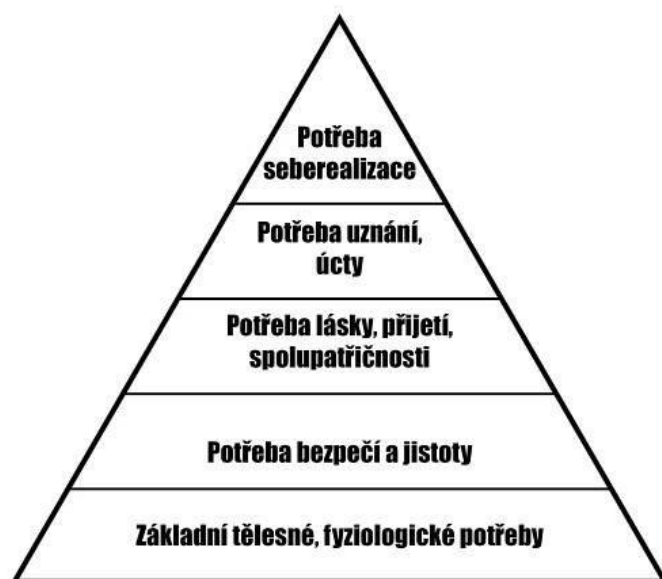 Potřeba
seberealizace
Potřeba uznání,
úcty
Potřeba lásky, přijetí,
spolupatřičnosti
Potřeba bezpečí a jistoty
Základní tělesné, fyziologické potřeby